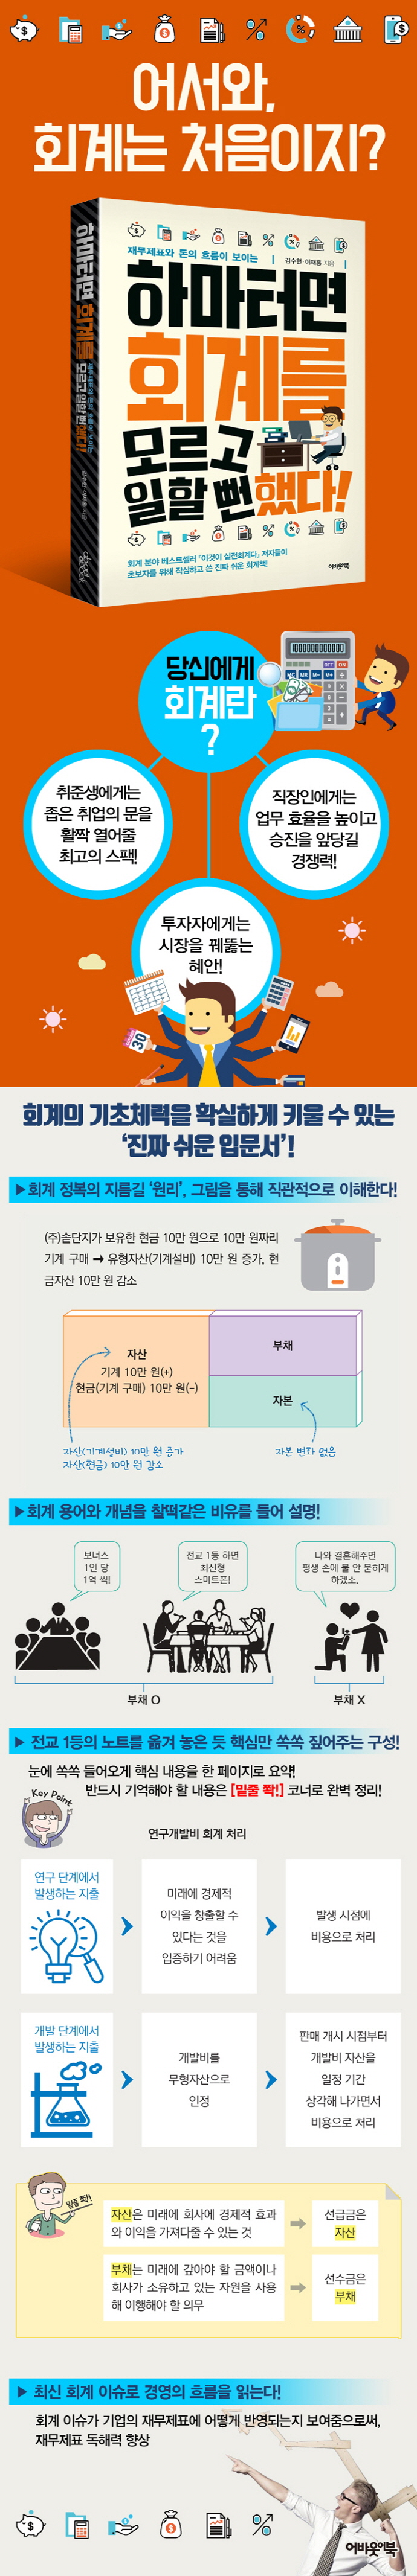 어서와,
회계는 처음이지?
하마터면 회계를 모르고 일할 뻔했다!
재무제표와 돈의 흐름이 보이는
김수헌·이재홍 지음
하마터면
회계를
모르고
일할 뻔했다!
회계 분야 베스트셀러 『이것이 실전회계다』 저자들이
초보자를 위해 작심하고 쓴 진짜 쉬운 회계책!
어바웃어북
당신에게
회계란
?
OFF ON
취준생에게는
좁은 취업의 문을
활짝 열어줄
최고의 스펙!
직장인에게는
업무 효율을 높이고
승진을 앞당길
경쟁력!
투자자에게는
시장을 꿰뚫는
혜안!
30
회계의 기초체력을 확실하게 키울 수 있는
‘진짜 쉬운 입문서’!
▶회계 정복의 지름길 ‘원리’, 그림을 통해 직관적으로 이해한다!
(주)솥단지가 보유한 현금 10만 원으로 10만 원짜리
기계 구매 ➞ 유형자산(기계설비) 10만 원 증가, 현
금자산 10만 원 감소
자산
기계 10만 원(+)
현금(기계 구매) 10만 원(-)
부채
자본
자산(기계설비) 10만 원 증가
자산(현금) 10만 원 감소
자본 변화 없음
▶회계 용어와 개념을 찰떡같은 비유를 들어 설명!
보너스
1인 당
1억 씩!
전교 1등 하면
최신형
스마트폰!
나와 결혼해주면
평생 손에 물 안 묻히게
하겠소.
부채 O
부채 X
▶ 전교 1등의 노트를 옮겨 놓은 듯 핵심만 쏙쏙 짚어주는 구성!
눈에 쏙쏙 들어오게 핵심 내용을 한 페이지로 요약!
반드시 기억해야 할 내용은 [밑줄 쫙!] 코너로 완벽 정리!
Key Point
연구개발비 회계 처리
연구 단계에서
발생하는 지출
미래에 경제적
이익을 창출할 수
있다는 것을
입증하기 어려움
발생 시점에
비용으로 처리
개발 단계에서
발생하는 지출
개발비를
무형자산으로
인정
판매 개시 시점부터
개발비 자산을
일정 기간
상각해 나가면서
비용으로 처리
밑줄 쫙!
자산은 미래에 회사에 경제적 효과
와 이익을 가져다줄 수 있는 것
선급금은
자산
부채는 미래에 갚아야 할 금액이나
회사가 소유하고 있는 자원을 사용
해 이행해야 할 의무
선수금은
부채
▶ 최신 회계 이슈로 경영의 흐름을 읽는다!
회계 이슈가 기업의 재무제표에 어떻게 반영되는지 보여줌으로써,
재무제표 독해력 향상
어바웃어북